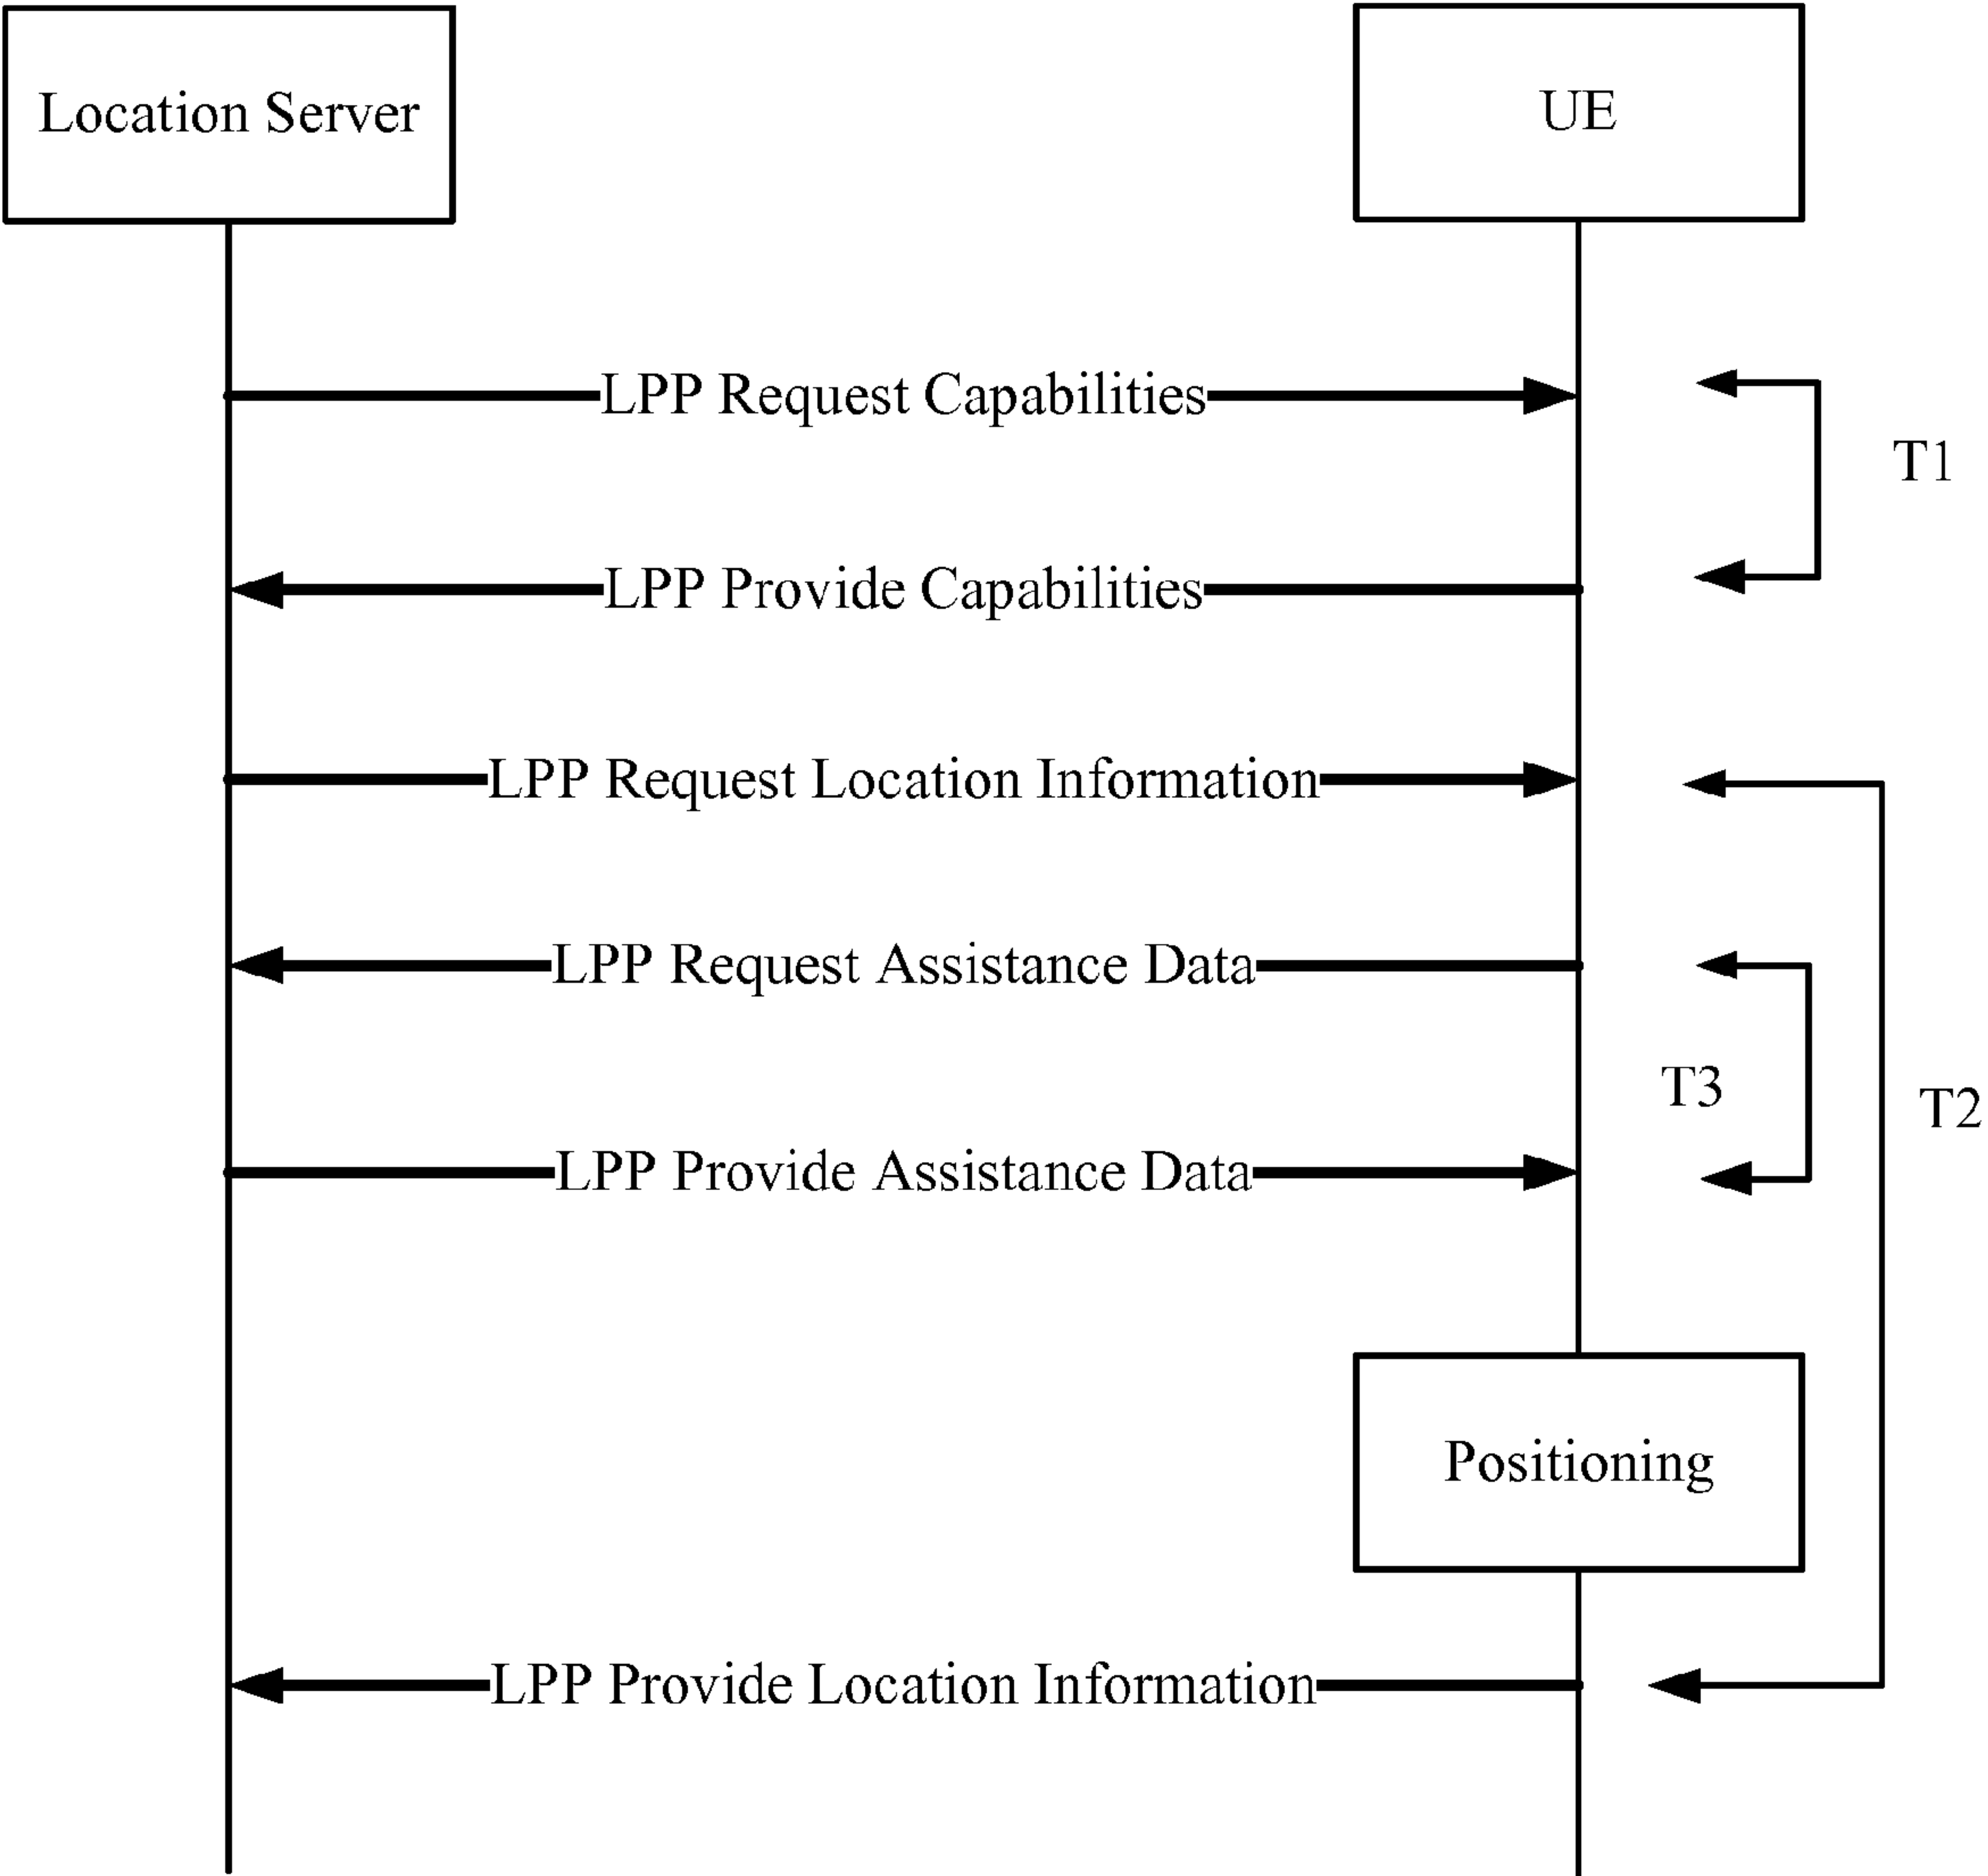 Location Server
UE
LPP Request Capabilities
T1
LPP Provide Capabilities
LPP Request Location Information
LPP Request Assistance Data
T3
T2
LPP Provide Assistance Data
Positioning
LPP Provide Location Information